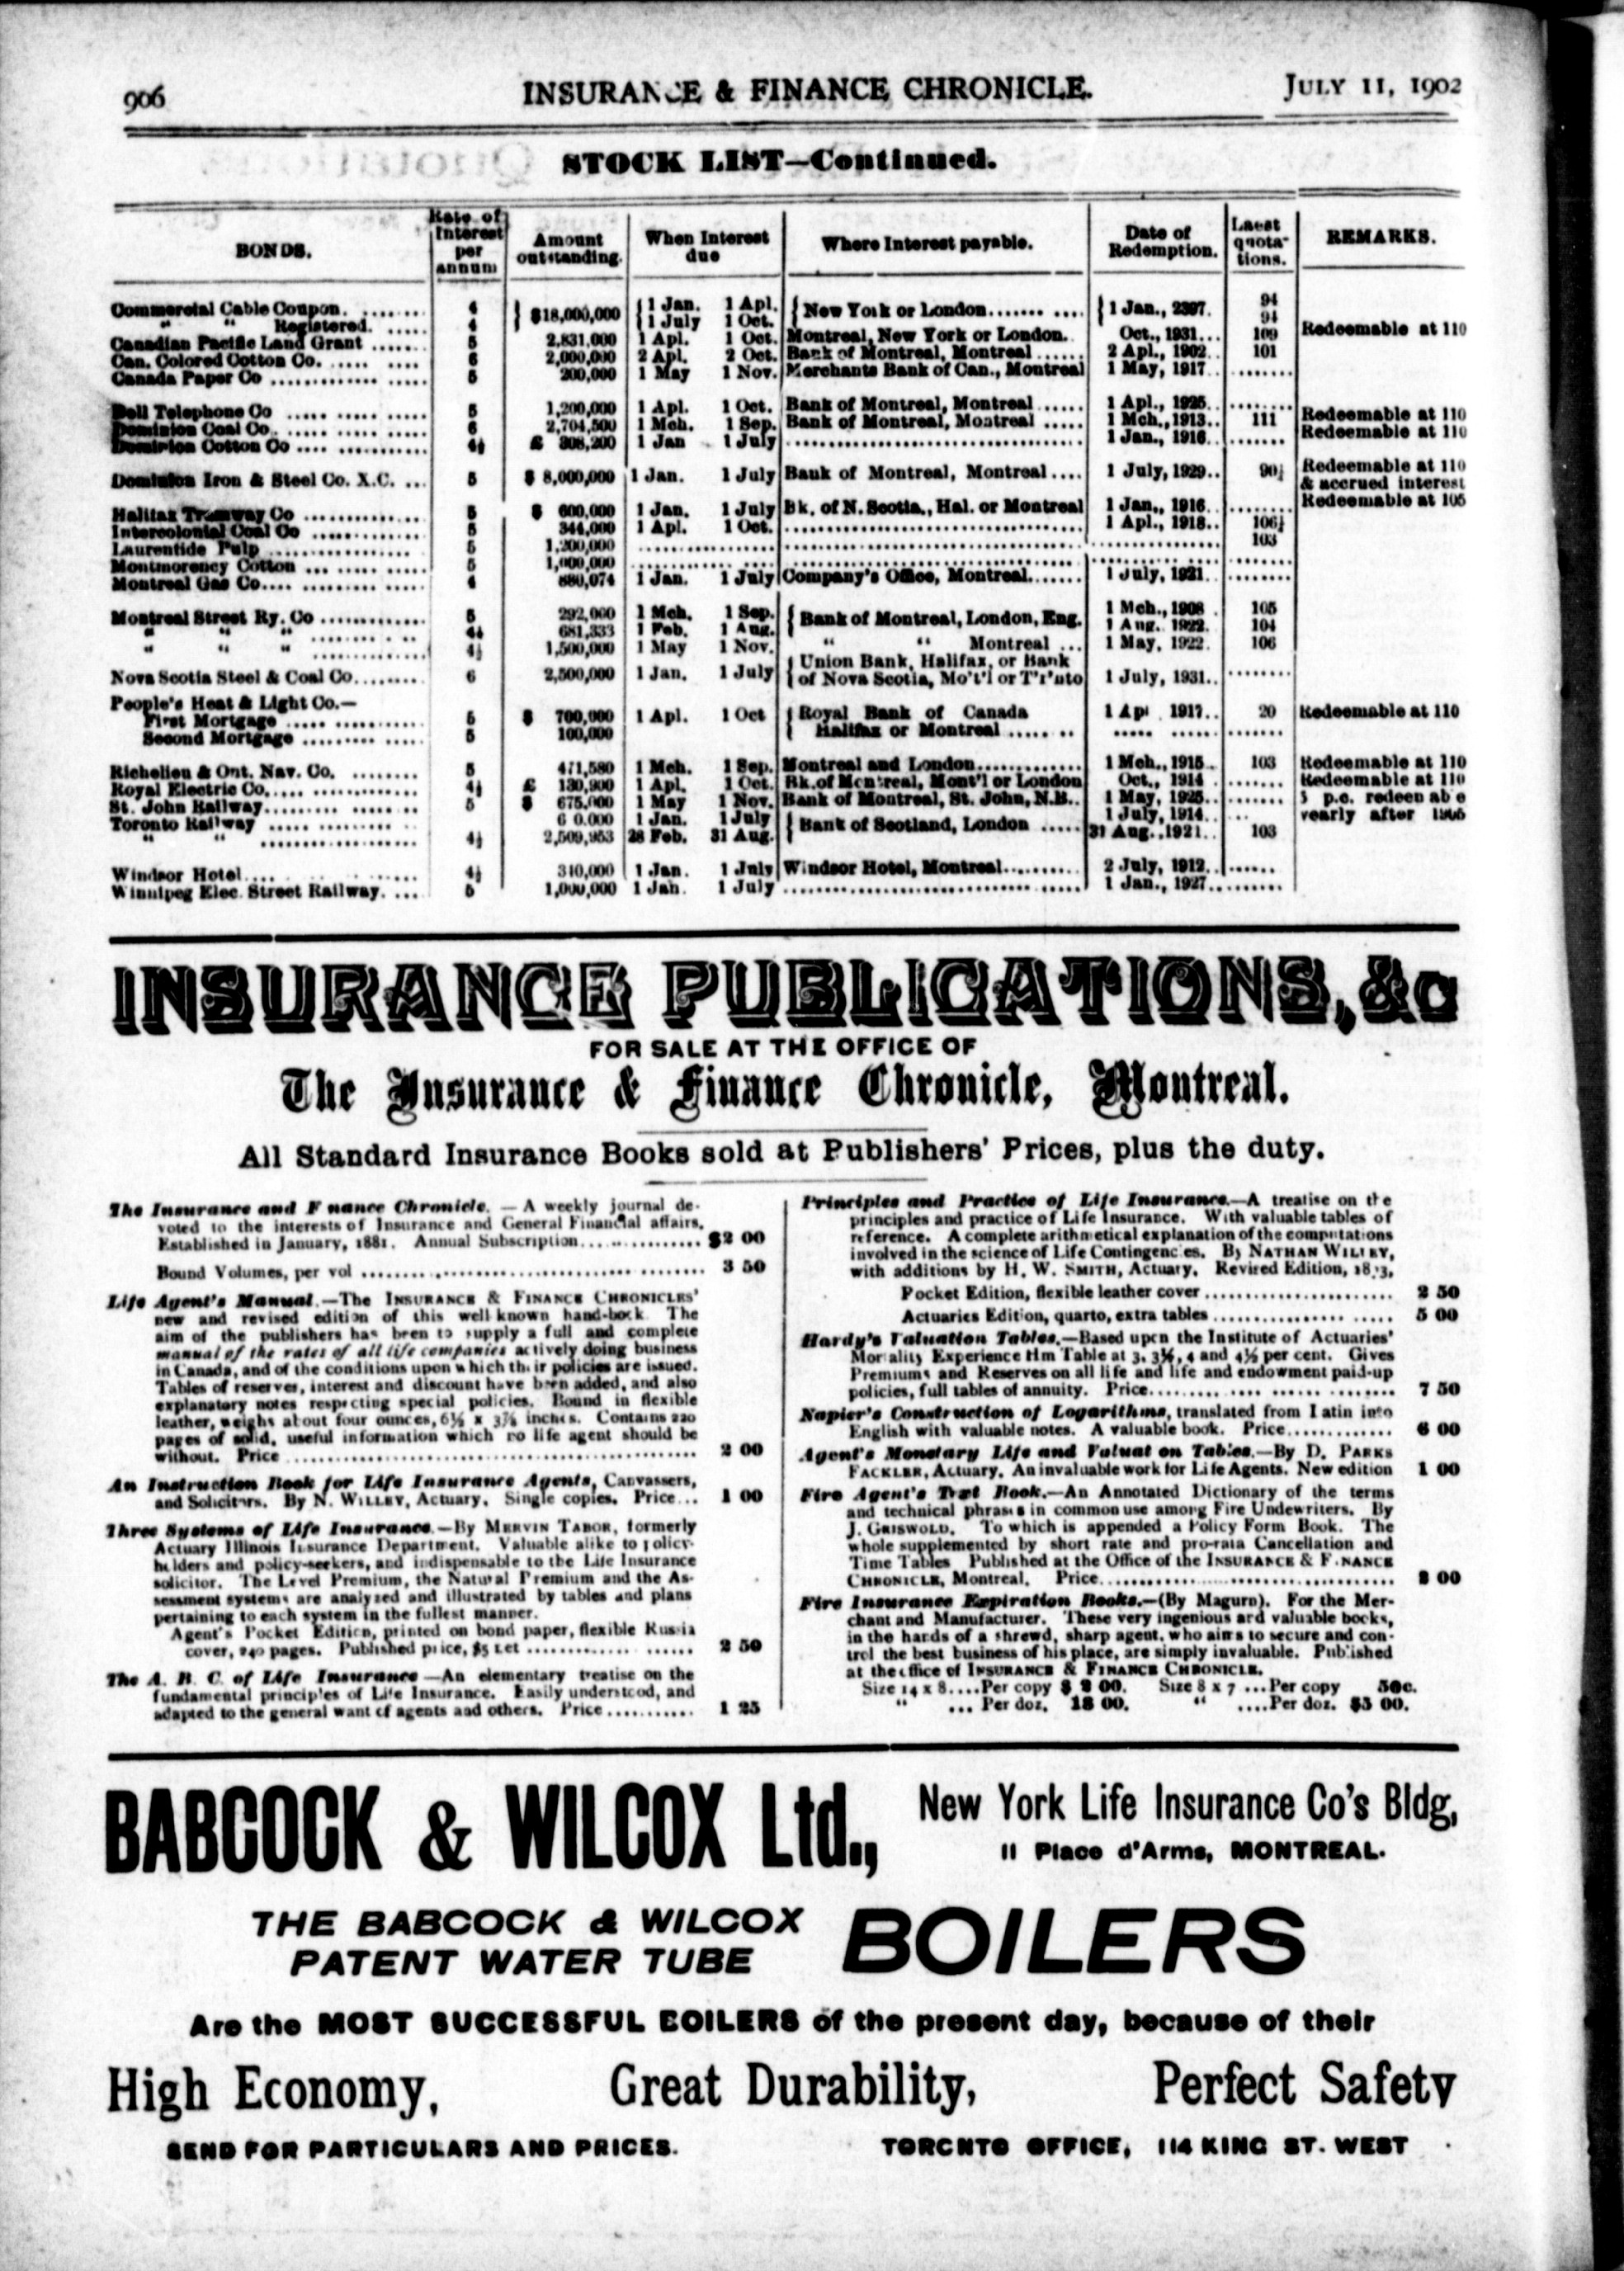 906 INSURANCE & FINANCE CHRONICLE. JULY 11, 1902
STOCK LIST—Continued.
BONDS. Rate of Interest per annum Amount outstanding. When Interest due Where Interest payable. Date of Redemption. Latest quota-tions. REMARKS.
Commercial Cable Coupon. 4 $18,000,000 1 Jan. 1 Apl. New York or London 1 Jan., 2397. 94
" " Registered. 4 1 July 1 Oct. 94
Canadian Pacific Land Grant 5 2,831,000 1 Apl. 1 Oct. Montreal, New York or London. Oct., 1931 109 Redeemable at 110
Can. Colored Cotton Co. 6 2,000,000 2 Apl. 2 Oct. Bank of Montreal, Montreal 2 Apl., 1902 101
Canada Paper Co 5 200,000 1 May 1 Nov. Merchants Bank of Can., Montreal 1 May, 1917
Bell Telephone Co 5 1,200,000 1 Apl. 1 Oct. Bank of Montreal, Montreal 1 Apl., 1925
Dominion Coal Co. 6 2,704,500 1 Mch. 1 Sep. Bank of Montreal, Montreal 1 Mch., 1913 111 Redeemable at 110
Dominion Cotton Co 4½ £ 308,200 1 Jan 1 July 1 Jan., 1916 Redeemable at 110
Dominion Iron & Steel Co. X.C. 5 $ 8,000,000 1 Jan. 1 July Bank of Montreal, Montreal 1 July, 1929 90½ Redeemable at 110
& accrued interest
Halifax Tramway Co 5 $ 600,000 1 Jan. 1 July Bk. of N. Scotia., Hal. or Montreal 1 Jan., 1916 Redeemable at 105
Intercolonial Coal Co 5 344,000 1 Apl. 1 Oct. 1 Apl., 1918 106½
Laurentide Pulp 5 1,200,000 103
Montmorency Cotton 5 1,000,000
Montreal Gas Co 4 880,074 1 Jan. 1 July Company's Office, Montreal 1 July, 1921
Montreal Street Ry. Co 5 292,000 1 Mch. 1 Sep. Bank of Montreal, London, Eng. 1 Mch., 1908 105
" " " 4½ 681,333 1 Feb. 1 Aug. 1 Aug. 1922 104
" " " 4½ 1,500,000 1 May 1 Nov. " " Montreal 1 May, 1922 106
Nova Scotia Steel & Coal Co 6 2,500,000 1 Jan. 1 July Union Bank, Halifax, or Bank
of Nova Scotia, Mo't'l or T'r'nto 1 July, 1931
People's Heat & Light Co.—
First Mortgage 5 $ 700,000 1 Apl. 1 Oct Royal Bank of Canada 1 Apl 1917 20 Redeemable at 110
Second Mortgage 5 100,000 Halifax or Montreal
Richelieu & Ont. Nav. Co. 5 471,580 1 Mch. 1 Sep. Montreal and London 1 Mch., 1915 103 Redeemable at 110
Royal Electric Co. 4½ £ 130,900 1 Apl. 1 Oct. Bk. of Montreal, Mont'l or London Oct., 1914 Redeemable at 110
St. John Railway 5 $ 675,000 1 May 1 Nov. Bank of Montreal, St. John, N.B. 1 May, 1925 5 p.c. redeemable
Toronto Railway 1 Jan. 1 July Bank of Scotland, London 1 July, 1914 yearly after 1905
" " 4½ 2,509,953 28 Feb. 31 Aug. 31 Aug., 1921 103
Windsor Hotel 4½ 340,000 1 Jan. 1 July Windsor Hotel, Montreal 2 July, 1912
Winnipeg Elec. Street Railway. 5 1,000,000 1 Jan. 1 July 1 Jan., 1927
INSURANCE PUBLICATIONS, &c
FOR SALE AT THE OFFICE OF
The Insurance & Finance Chronicle, Montreal.
All Standard Insurance Books sold at Publishers' Prices, plus the duty.
The Insurance and Finance Chronicle. — A weekly journal de-
voted to the interests of Insurance and General Financial affairs.
Established in January, 1881. Annual Subscription $2 00
Bound Volumes, per vol 3 50
Life Agent's Manual.—The INSURANCE & FINANCE CHRONICLES'
new and revised edition of this well known hand-book. The
aim of the publishers has been to supply a full and complete
manual of the rates of all life companies actively doing business
in Canada, and of the conditions upon which their policies are issued.
Tables of reserves, interest and discount have been added, and also
explanatory notes respecting special policies. Bound in flexible
leather, weighs about four ounces, 6½ x 3¾ inches. Contains 220
pages of solid, useful information which no life agent should be
without. Price 2 00
An Instruction Book for Life Insurance Agents, Canvassers,
and Solicitors. By N. WILLEY, Actuary. Single copies. Price 1 00
Three Systems of Life Insurance.—By MERVIN TABOR, formerly
Actuary Illinois Insurance Department. Valuable alike to policy-
holders and policy-seekers, and indispensable to the Life Insurance
solicitor. The Level Premium, the Natural Premium and the As-
sessment systems are analyzed and illustrated by tables and plans
pertaining to each system in the fullest manner.
Agent's Pocket Edition, printed on bond paper, flexible Russia
cover, 240 pages. Published price, $5 net 2 50
The A. B. C. of Life Insurance—An elementary treatise on the
fundamental principles of Life Insurance. Easily understood, and
adapted to the general want of agents and others. Price 1 25
Principles and Practice of Life Insurance.—A treatise on the
principles and practice of Life Insurance. With valuable tables of
reference. A complete arithmetical explanation of the computations
involved in the science of Life Contingencies. By NATHAN WILLEY,
with additions by H. W. SMITH, Actuary. Revised Edition,
Pocket Edition, flexible leather cover 2 50
Actuaries Edition, quarto, extra tables 5 00
Hardy's Valuation Tables.—Based upon the Institute of Actuaries'
Mortality Experience Hm Table at 3, 3½, 4 and 4½ per cent. Gives
Premiums and Reserves on all life and life and endowment paid-up
policies, full tables of annuity. Price 7 50
Napier's Construction of Logarithms, translated from Latin into
English with valuable notes. A valuable book. Price 6 00
Agent's Monetary Life and Valuation Tables.—By D. PARKS
FACKLER, Actuary. An invaluable work for Life Agents. New edition 1 00
Fire Agent's Text Book.—An Annotated Dictionary of the terms
and technical phrases in common use among Fire Undewriters. By
J. GRISWOLD. To which is appended a Policy Form Book. The
whole supplemented by short rate and pro-rata Cancellation and
Time Tables Published at the Office of the INSURANCE & FINANCE
CHRONICLE, Montreal. Price 2 00
Fire Insurance Expiration Books.—(By Magurn). For the Mer-
chant and Manufacturer. These very ingenious and valuable books,
in the hands of a shrewd, sharp agent, who aims to secure and con-
trol the best business of his place, are simply invaluable. Published
at the office of INSURANCE & FINANCE CHRONICLE.
Size 14 x 8....Per copy $ 2 00. Size 8 x 7 ...Per copy 50c.
" ... Per doz. 18 00. " ....Per doz. $5 00.
BABCOCK & WILCOX Ltd., New York Life Insurance Co's Bldg,
11 Place d'Arms, MONTREAL.
THE BABCOCK & WILCOX
PATENT WATER TUBE BOILERS
Are the MOST SUCCESSFUL BOILERS of the present day, because of their
High Economy, Great Durability, Perfect Safety
SEND FOR PARTICULARS AND PRICES. TORONTO OFFICE, 114 KING ST. WEST